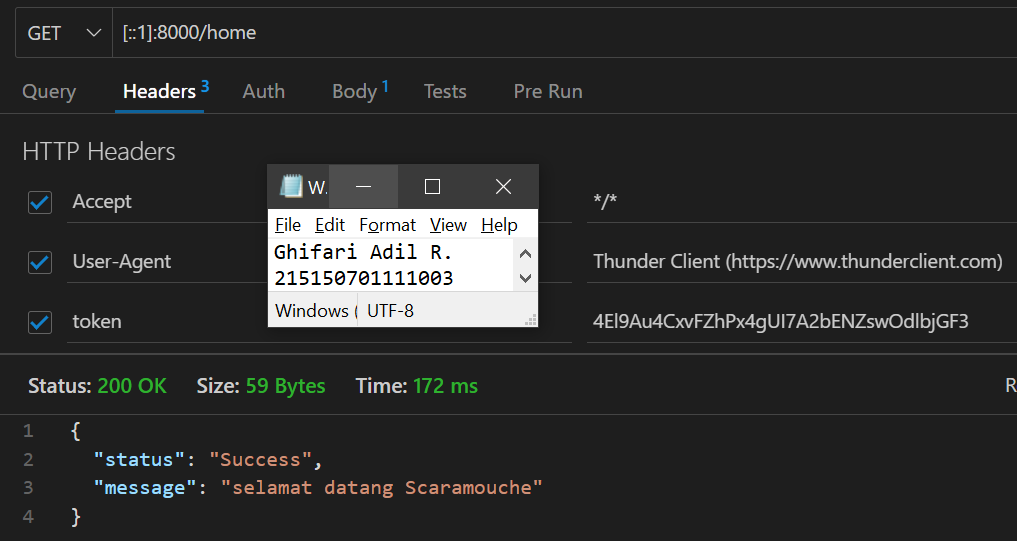 GET [::1]:8000/home
Query Headers 3 Auth Body 1 Tests Pre Run
HTTP Headers
Accept */*
User-Agent Thunder Client (https://www.thunderclient.com)
token 4El9Au4CxvFZhPx4gUI7A2bENZswOdlbjGF3
W.
File Edit Format View Help
Ghifari Adil R.
215150701111003
Windows ( UTF-8
Status: 200 OK Size: 59 Bytes Time: 172 ms R
1 {
2 "status": "Success",
3 "message": "selamat datang Scaramouche"
4 }